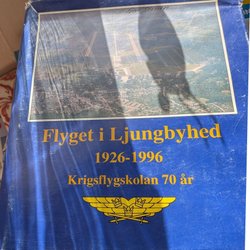 Flyget i Ljungbyhed
1926-1996
Krigsflygskolan 70 år